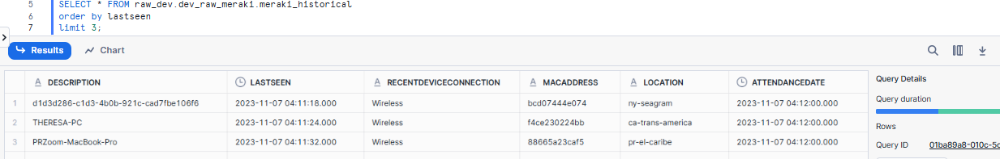 5 SELECT * FROM raw_dev.dev_raw_meraki.meraki_historical
6 order by lastseen
7 limit 3;
Results Chart
DESCRIPTION LASTSEEN RECENTDEVICECONNECTION MACADDRESS LOCATION ATTENDANCEDATE
1 d1d3d286-c1d3-4b0b-921c-cad7fbe106f6 2023-11-07 04:11:18.000 Wireless bcd07444e074 ny-seagram 2023-11-07 04:12:00.000
2 THERESA-PC 2023-11-07 04:11:24.000 Wireless f4ce230224bb ca-trans-america 2023-11-07 04:12:00.000
3 PRZoom-MacBook-Pro 2023-11-07 04:11:32.000 Wireless 88665a23caf5 pr-el-caribe 2023-11-07 04:12:00.000
Query Details
Query duration
Rows
Query ID 01ba89a8-010c-5c